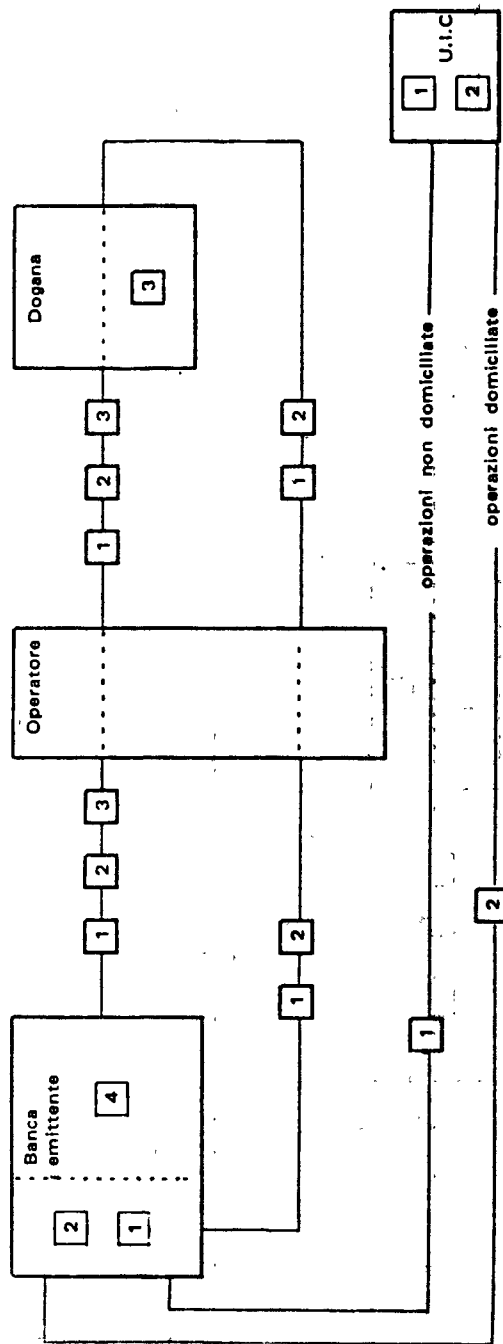 Banca
emittente
4
2
1
1
2
3
1
2
Operatore
1
2
3
1
2
Dogana
3
1
operazioni non domiciliate
2
operazioni domiciliate
U.I.C
1
2